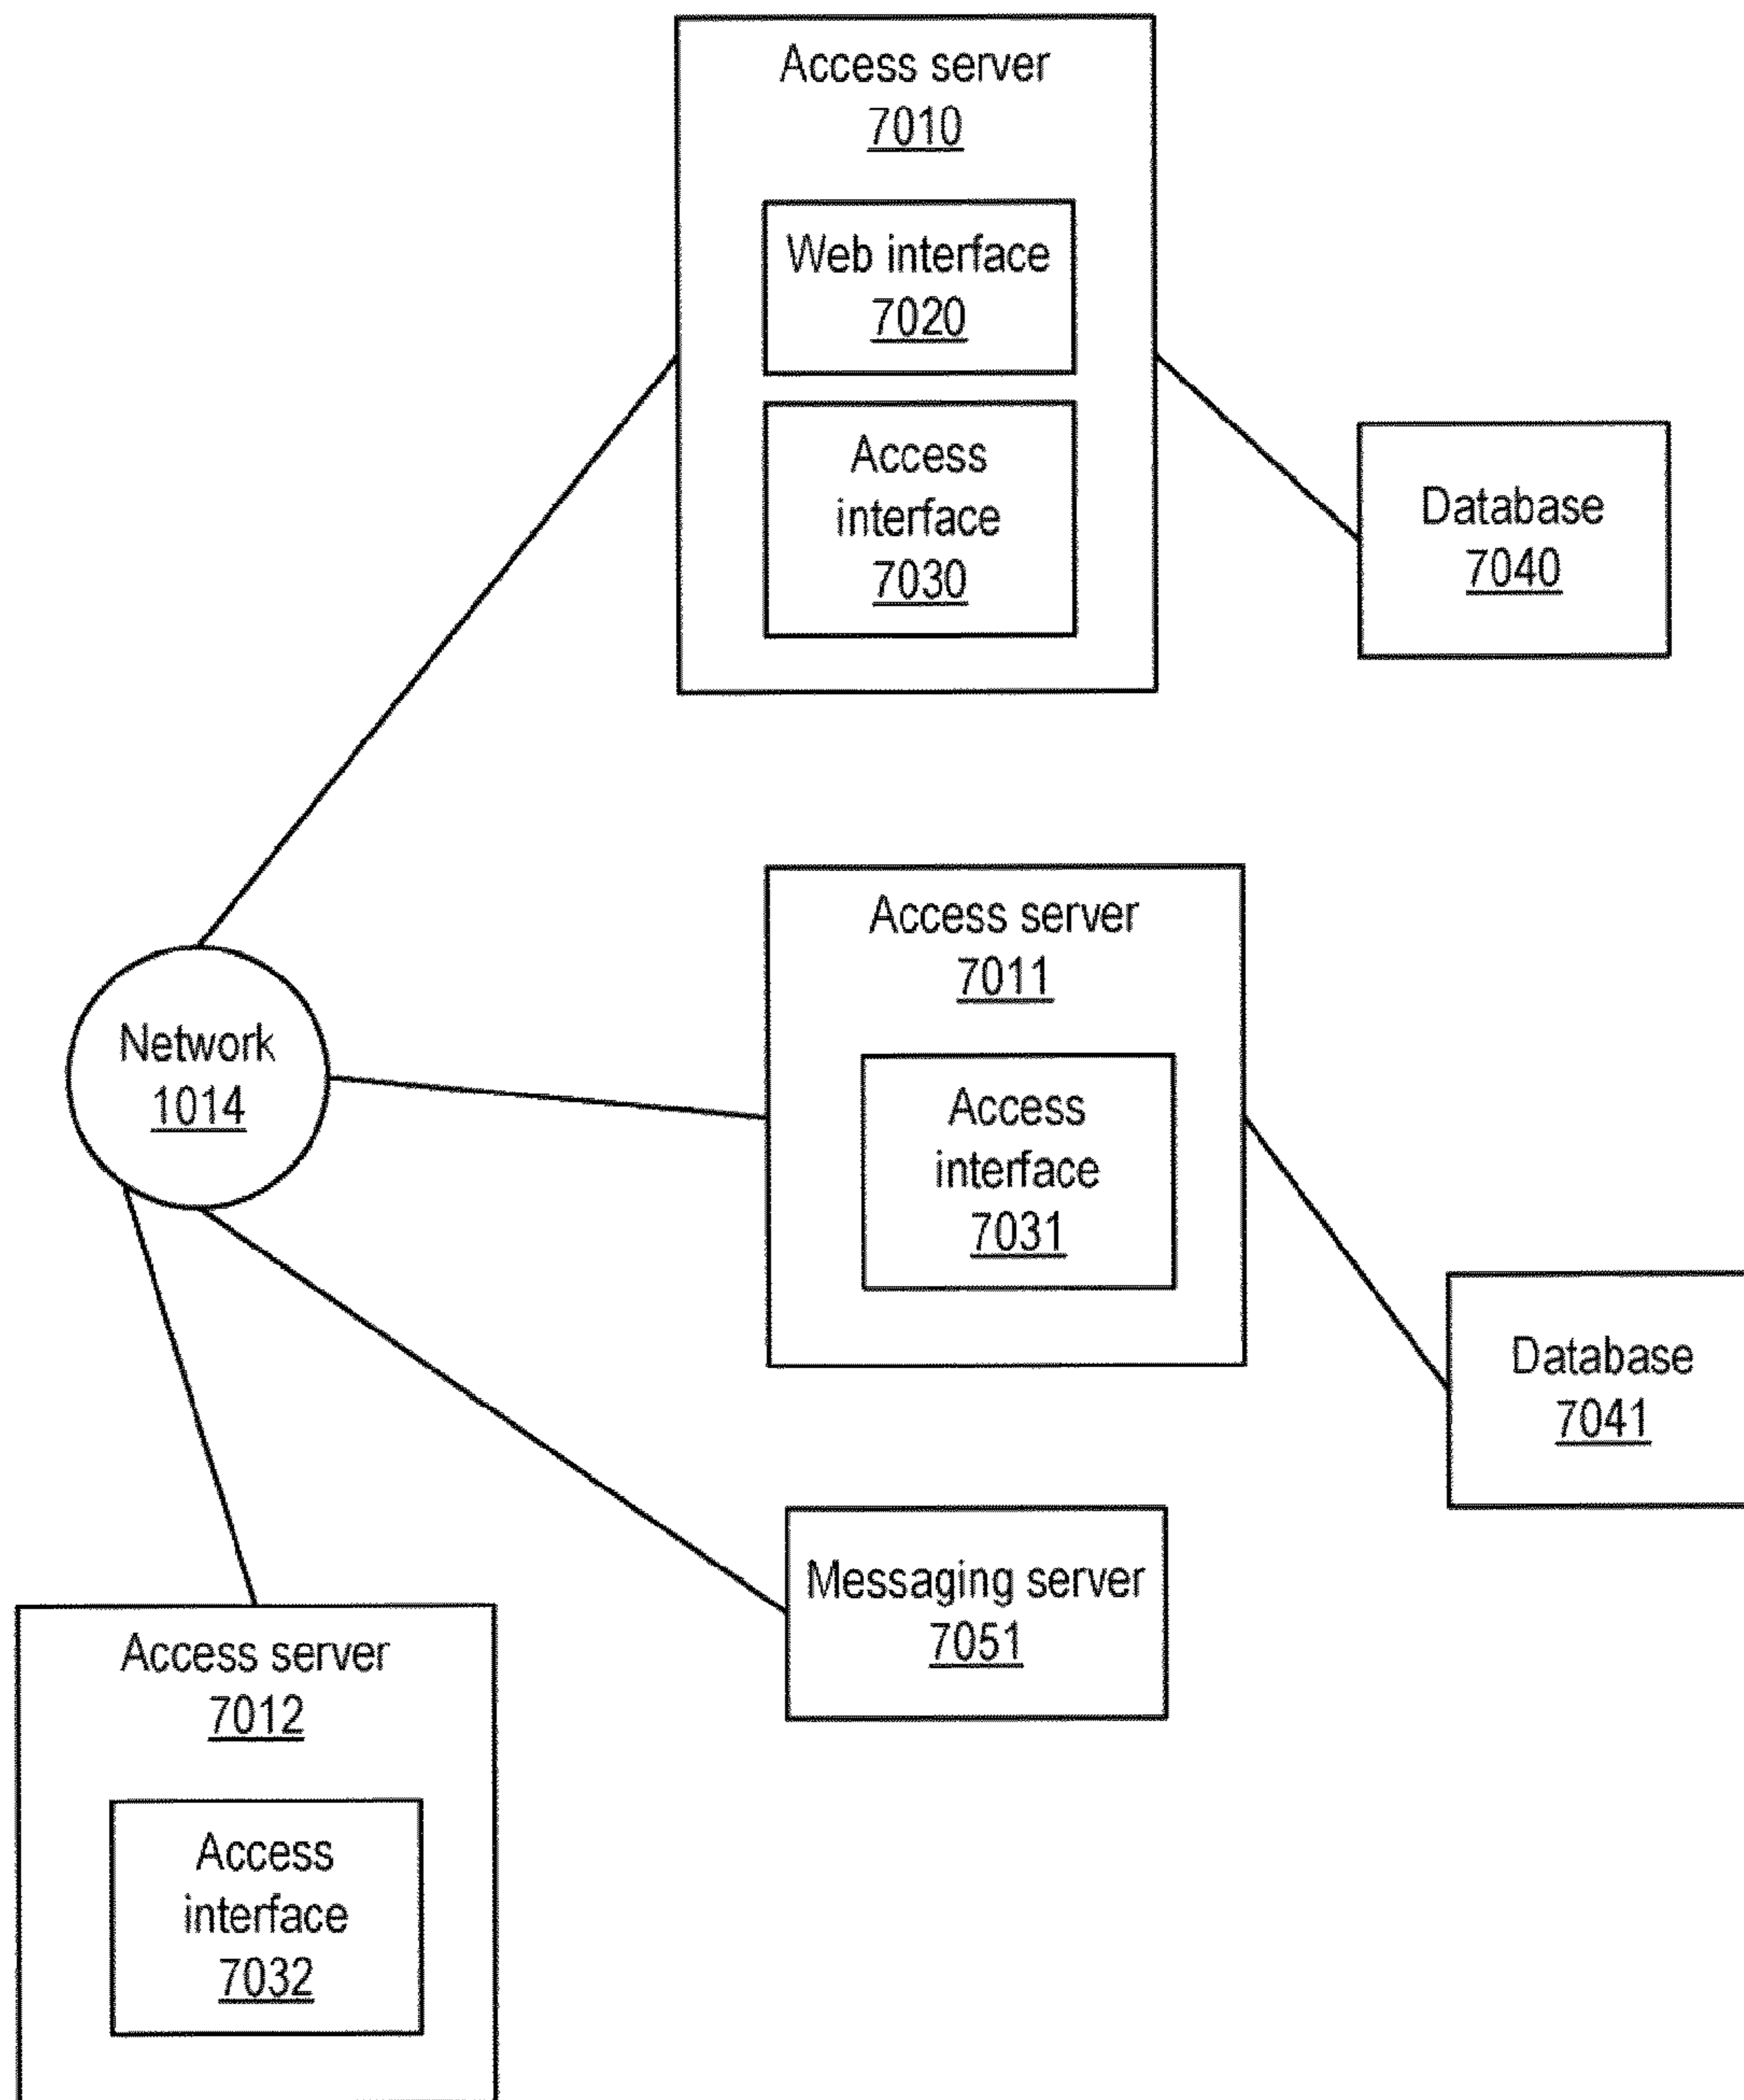 Access server
7010
Web interface
7020
Access
interface
7030
Database
7040
Access server
7011
Access
interface
7031
Network
1014
Database
7041
Messaging server
7051
Access server
7012
Access
interface
7032